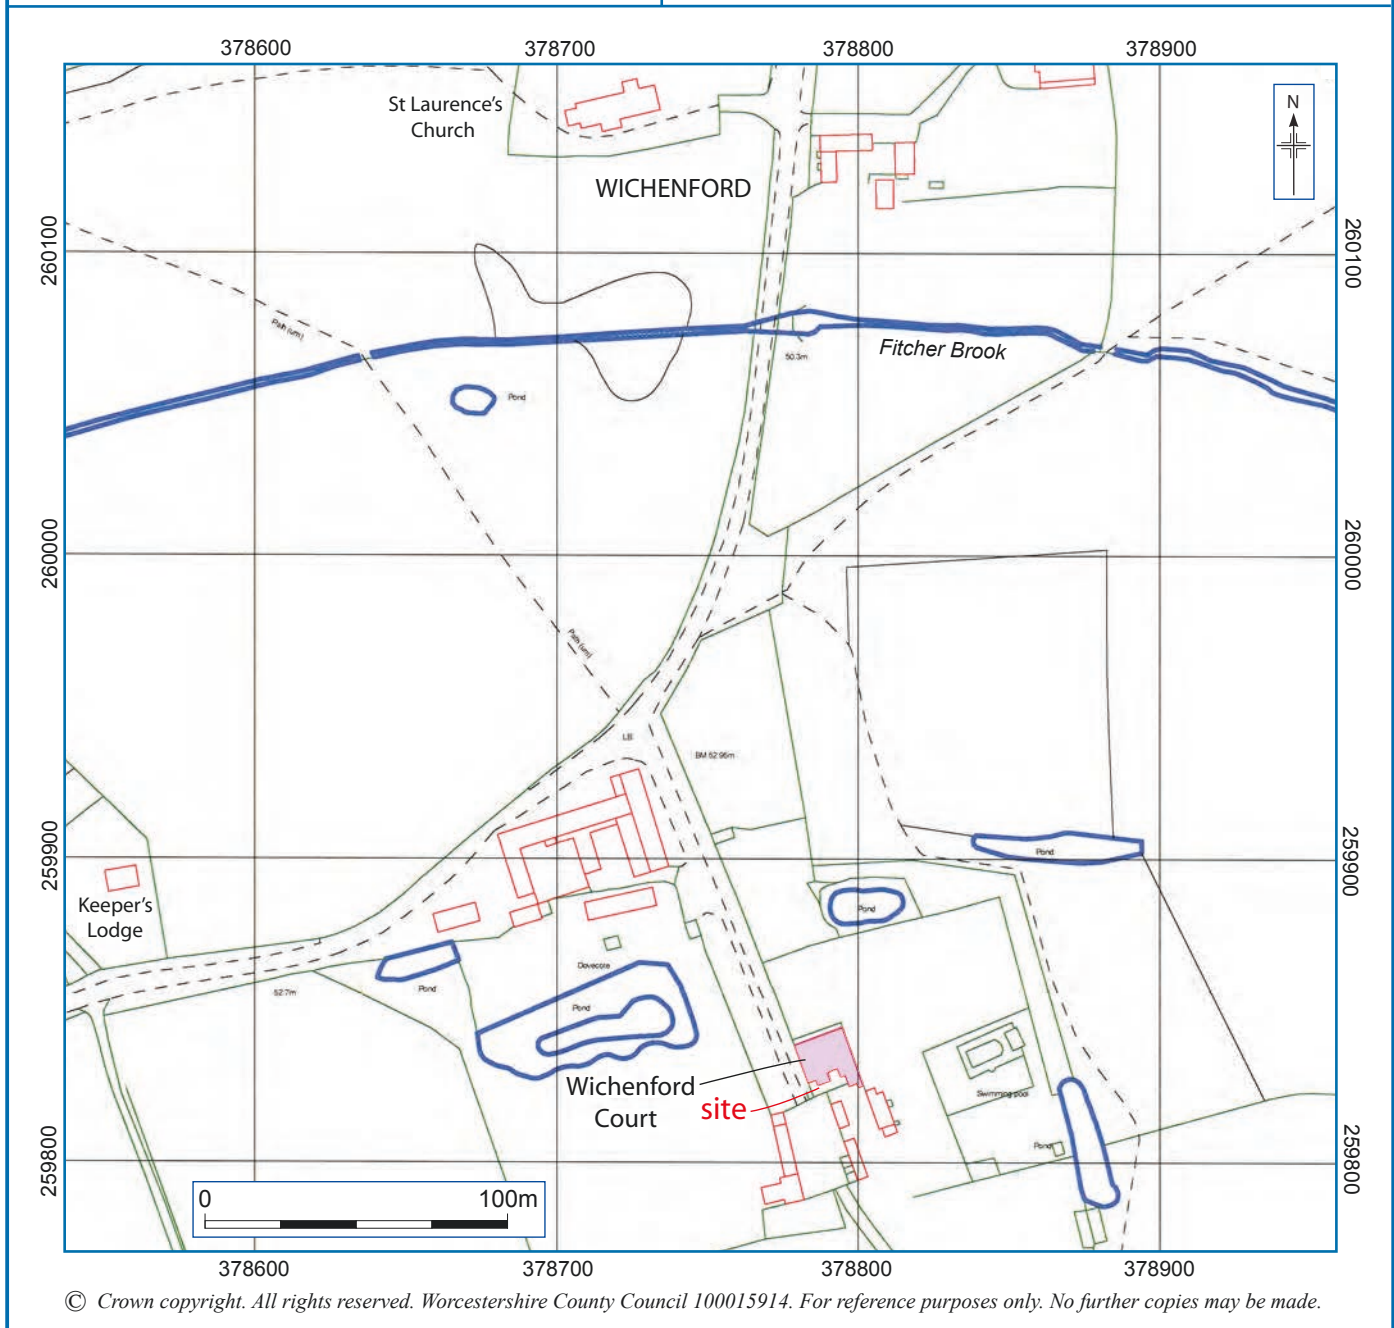 378600 378700 378800 378900
St Laurence's
Church
N
WICHENFORD
260100
260100
Path (um)
Fitcher Brook
50.3m
Pond
260000
260000
Path (um)
LB
BM 52.95m
259900
259900
Pond
Keeper's
Lodge
Pond
Dovecote
52.7m
Pond
Pond
Wichenford
Court
site
Swimming pool
Pond
259800
259800
0 100m
378600 378700 378800 378900
© Crown copyright. All rights reserved. Worcestershire County Council 100015914. For reference purposes only. No further copies may be made.